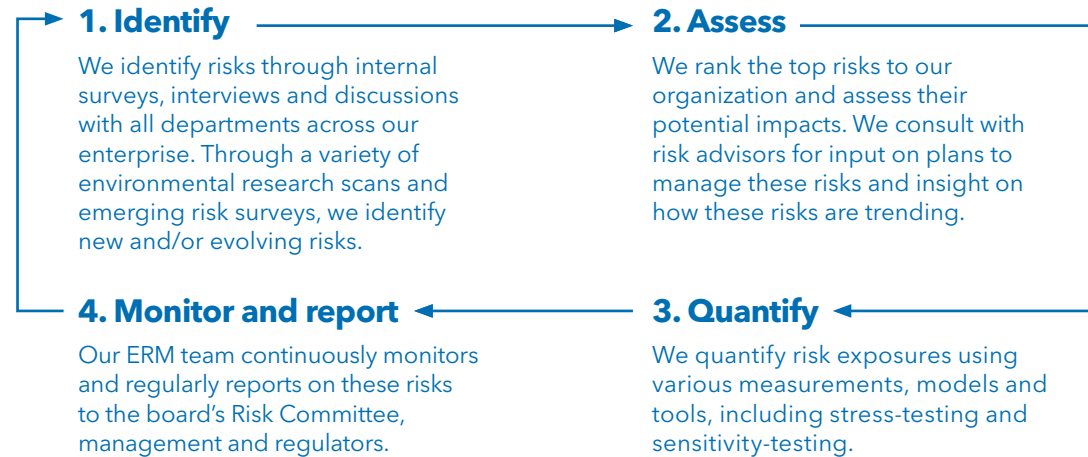 1. Identify
We identify risks through internal
surveys, interviews and discussions
with all departments across our
enterprise. Through a variety of
environmental research scans and
emerging risk surveys, we identify
new and/or evolving risks.
2. Assess
We rank the top risks to our
organization and assess their
potential impacts. We consult with
risk advisors for input on plans to
manage these risks and insight on
how these risks are trending.
3. Quantify
We quantify risk exposures using
various measurements, models and
tools, including stress-testing and
sensitivity-testing.
4. Monitor and report
Our ERM team continuously monitors
and regularly reports on these risks
to the board’s Risk Committee,
management and regulators.